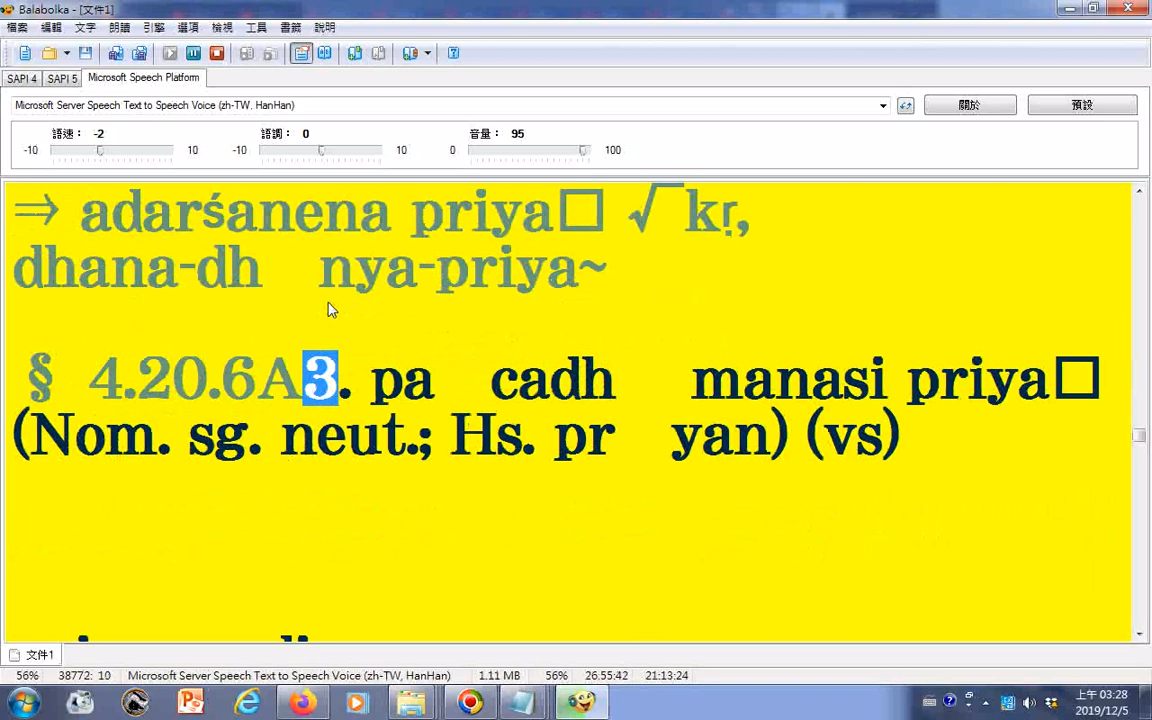 Balabolka - [文件1]
檔案 編輯 文字 朗讀 引擎 選項 檢視 工具 書籤 說明
SAPI 4 SAPI 5 Microsoft Speech Platform
Microsoft Server Speech Text to Speech Voice (zh-TW, HanHan) 關於 預設
語速： -2 語調： 0 音量： 95
-10 10 -10 10 0 100
⇒ adarśanena priya□ √kṛ,
dhana-dh nya-priya~
§ 4.20.6A3. pa cadh manasi priya□
(Nom. sg. neut.; Hs. pr yan) (vs)
文件1
56% 38772: 10 Microsoft Server Speech Text to Speech Voice (zh-TW, HanHan) 1.11 MB 56% 26:55:42 21:13:24
上午 03:28
2019/12/5